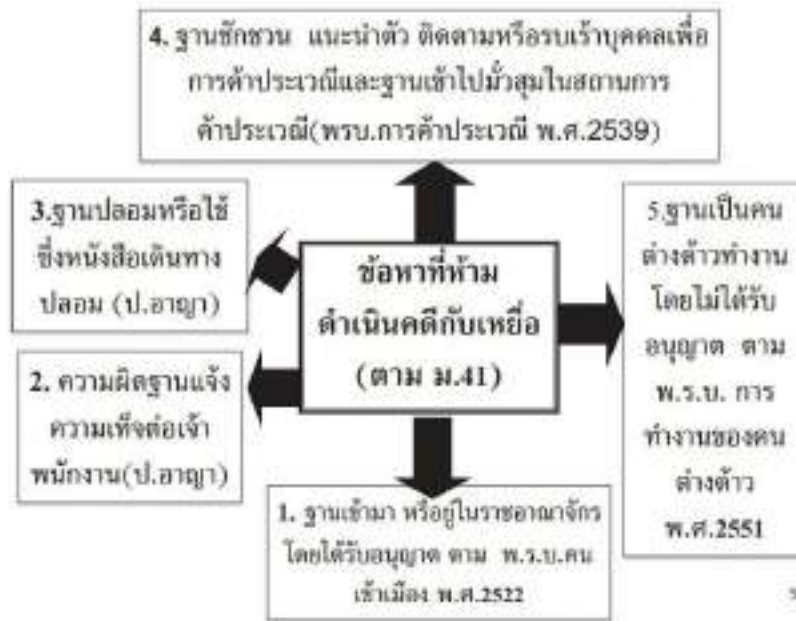 4. ฐานชักชวน แนะนำตัว ติดตามหรือรบเร้าบุคคลเพื่อ
การค้าประเวณีและฐานเข้าไปมั่วสุมในสถานการ
ค้าประเวณี(พรบ.การค้าประเวณี พ.ศ.2539)
3.ฐานปลอมหรือใช้
ซึ่งหนังสือเดินทาง
ปลอม (ป.อาญา)
ข้อหาที่ห้าม
ดำเนินคดีกับเหยื่อ
(ตาม ม.41)
5.ฐานเป็นคน
ต่างด้าวทำงาน
โดยไม่ได้รับ
อนุญาต ตาม
พ.ร.บ. การ
ทำงานของคน
ต่างด้าว
พ.ศ.2551
2. ความผิดฐานแจ้ง
ความเท็จต่อเจ้า
พนักงาน(ป.อาญา)
1. ฐานเข้ามา หรือยู่ในราชอาณาจักร
โดยได้รับอนุญาต ตาม พ.ร.บ.คน
เข้าเมือง พ.ศ.2522